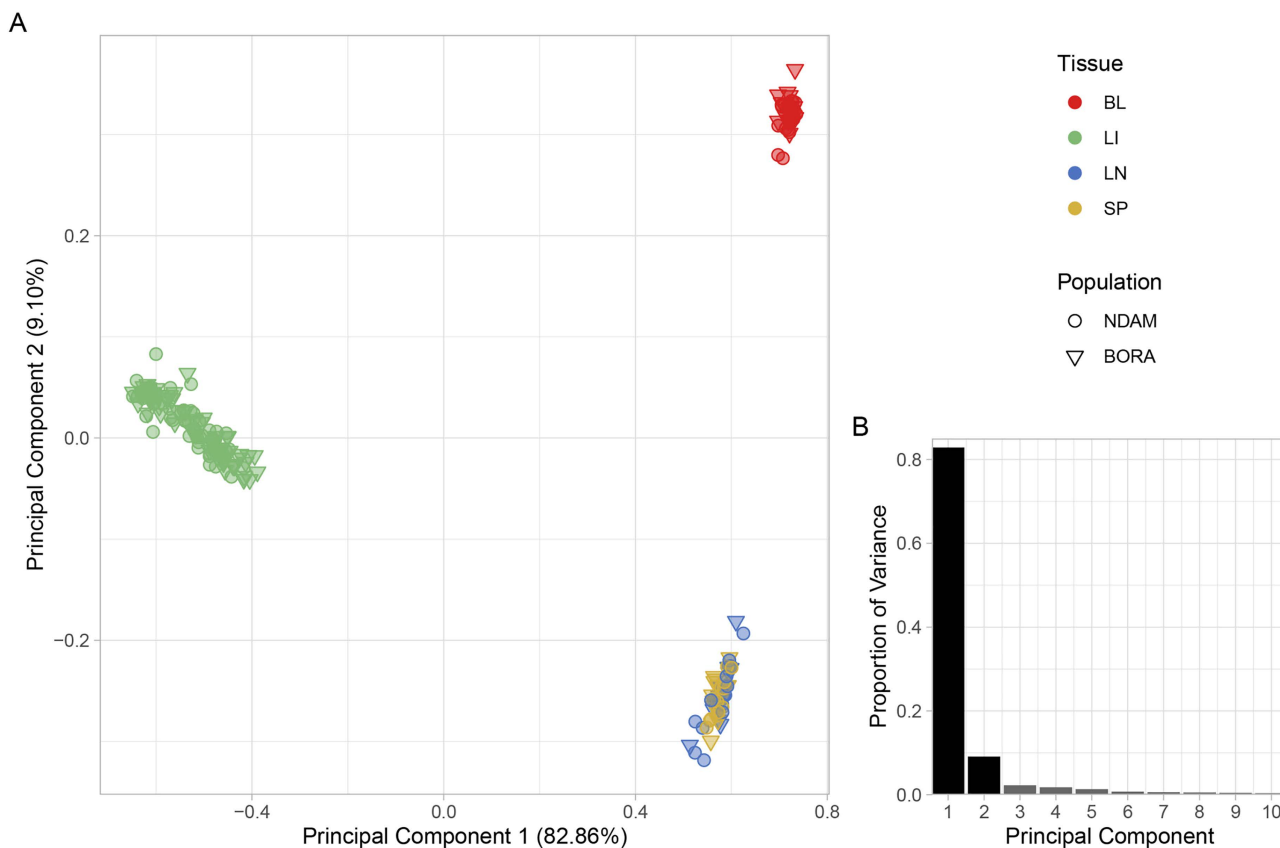 A
Principal Component 2 (9.10%)
0.2
0.0
−0.2
−0.4
0.0
0.4
0.8
Principal Component 1 (82.86%)
Tissue
BL
LI
LN
SP
Population
NDAM
BORA
B
Proportion of Variance
0.8
0.6
0.4
0.2
0.0
1 2 3 4 5 6 7 8 9 10
Principal Component